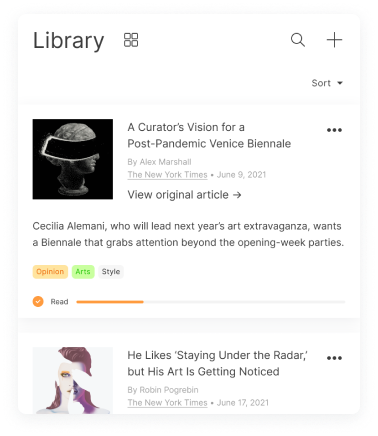 Library
Sort
A Curator’s Vision for a
Post-Pandemic Venice Biennale
By Alex Marshall
The New York Times • June 9, 2021
View original article →
Cecilia Alemani, who will lead next year’s art extravaganza, wants
a Biennale that grabs attention beyond the opening-week parties.
Opinion Arts Style
Read
He Likes ‘Staying Under the Radar,’
but His Art Is Getting Noticed
By Robin Pogrebin
The New York Times • June 17, 2021